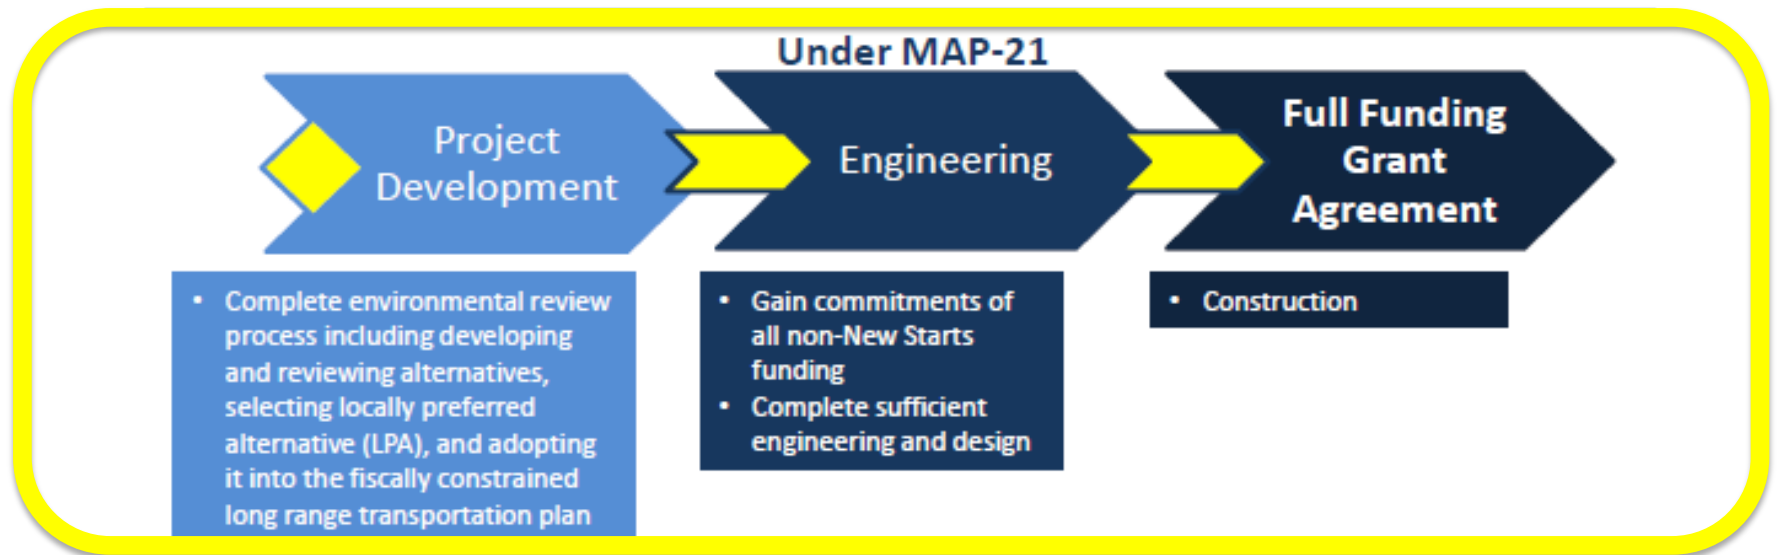 Under MAP-21
Project
Development
Engineering
Full Funding
Grant
Agreement
• Complete environmental review
process including developing
and reviewing alternatives,
selecting locally preferred
alternative (LPA), and adopting
it into the fiscally constrained
long range transportation plan
• Gain commitments of
all non-New Starts
funding
• Complete sufficient
engineering and design
• Construction